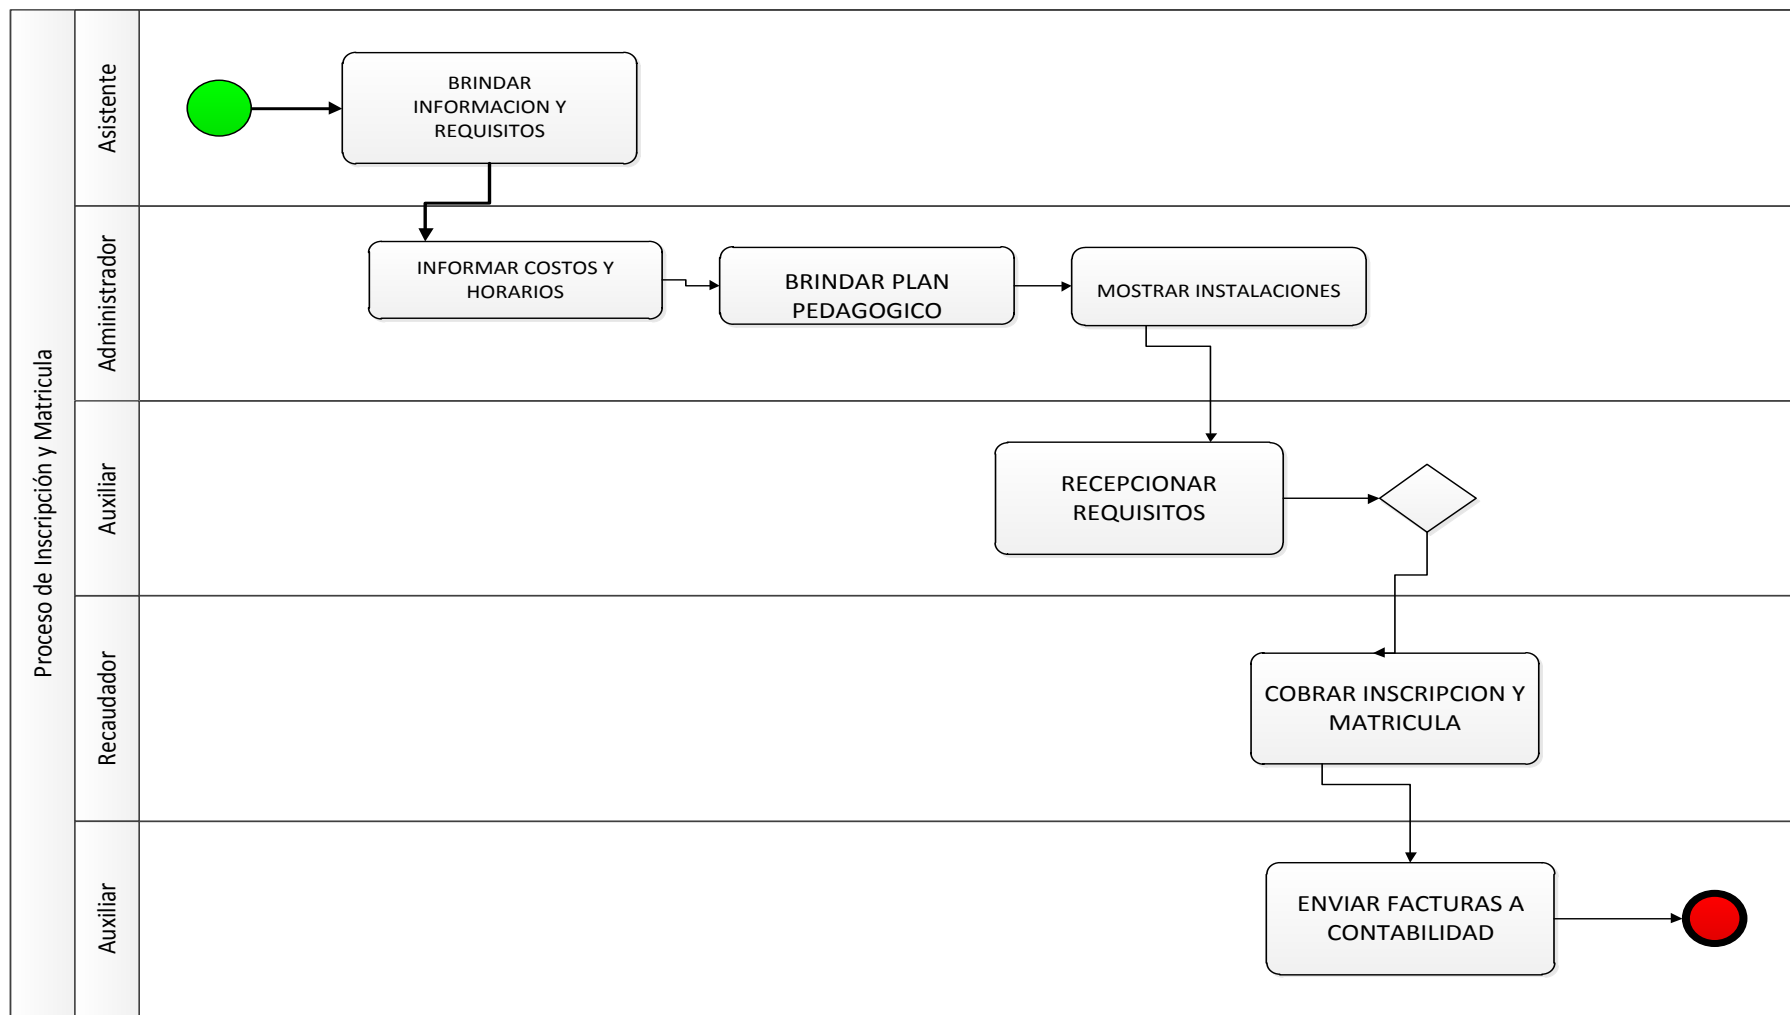 Proceso de Inscripción y Matricula
Asistente
BRINDAR
INFORMACION Y
REQUISITOS
Administrador
INFORMAR COSTOS Y
HORARIOS
BRINDAR PLAN
PEDAGOGICO
MOSTRAR INSTALACIONES
Auxiliar
RECEPCIONAR
REQUISITOS
Recaudador
COBRAR INSCRIPCION Y
MATRICULA
Auxiliar
ENVIAR FACTURAS A
CONTABILIDAD